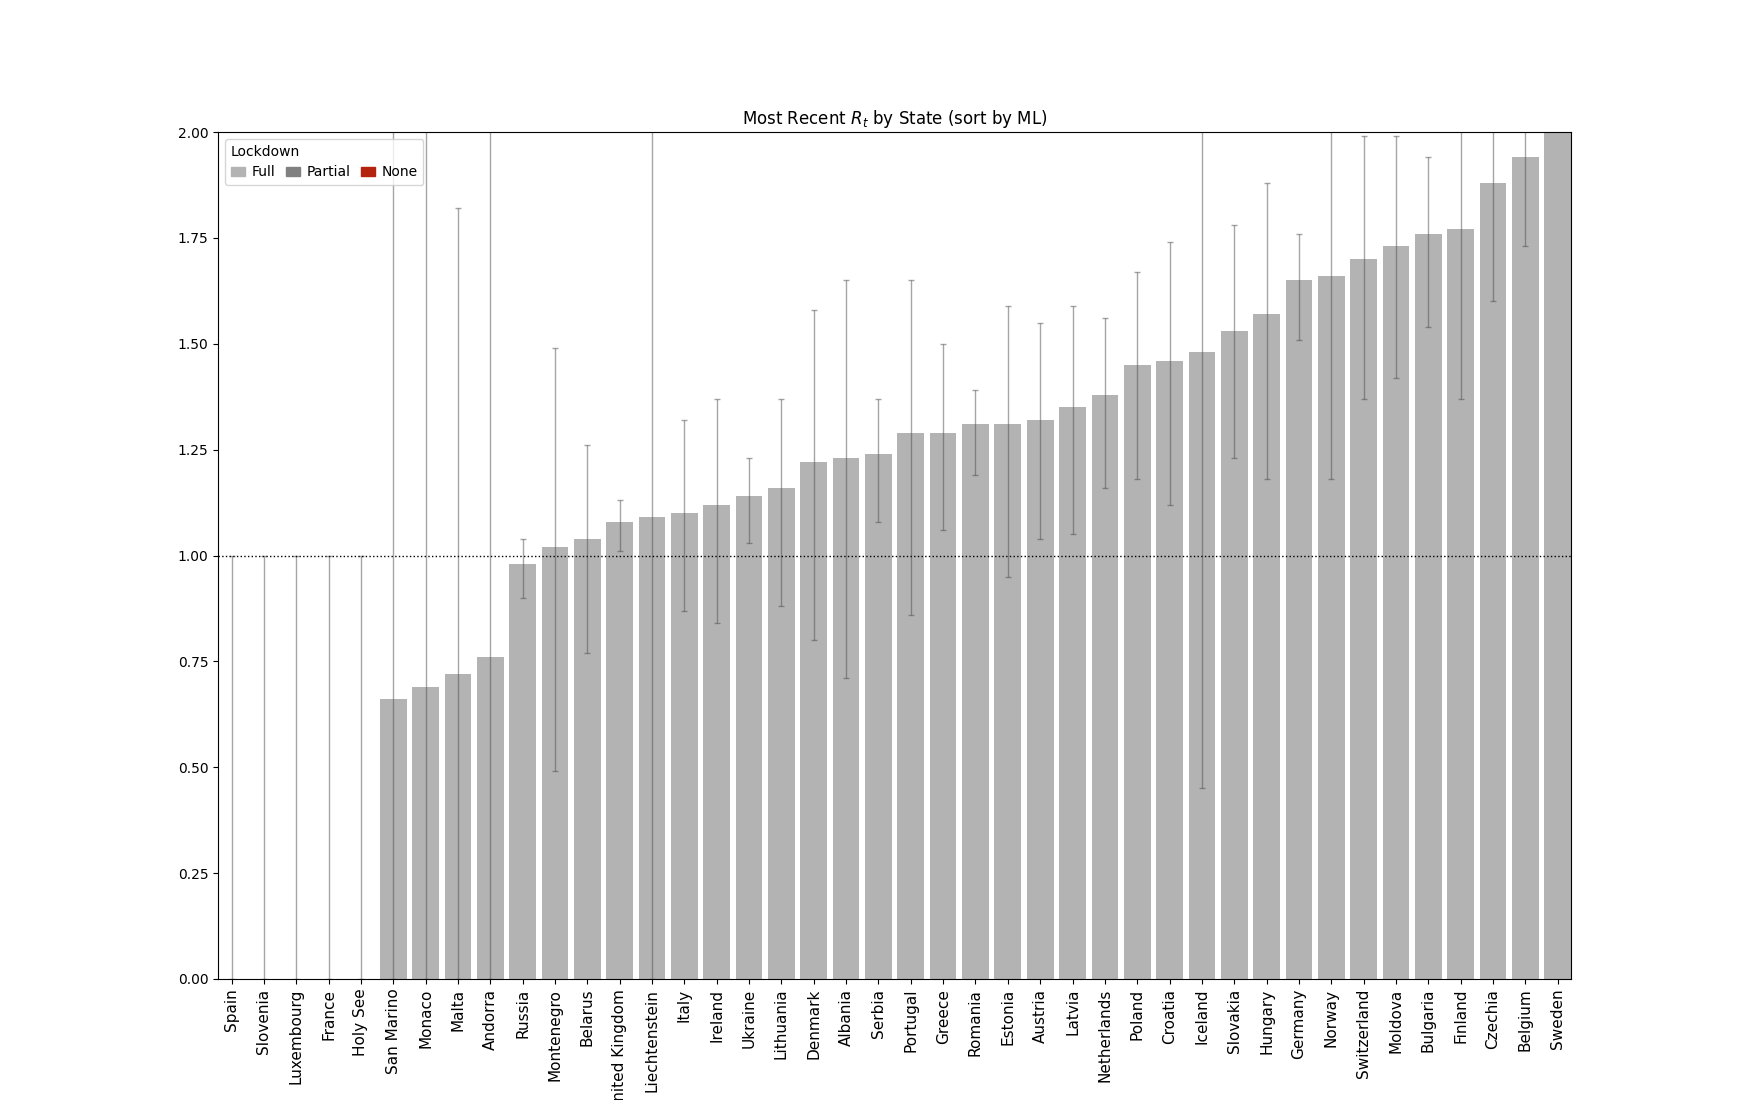 Most Recent R_t by State (sort by ML)
Lockdown
Full Partial None
2.00
1.75
1.50
1.25
1.00
0.75
0.50
0.25
0.00
Spain
Slovenia
Luxembourg
France
Holy See
San Marino
Monaco
Malta
Andorra
Russia
Montenegro
Belarus
nited Kingdom
Liechtenstein
Italy
Ireland
Ukraine
Lithuania
Denmark
Albania
Serbia
Portugal
Greece
Romania
Estonia
Austria
Latvia
Netherlands
Poland
Croatia
Iceland
Slovakia
Hungary
Germany
Norway
Switzerland
Moldova
Bulgaria
Finland
Czechia
Belgium
Sweden